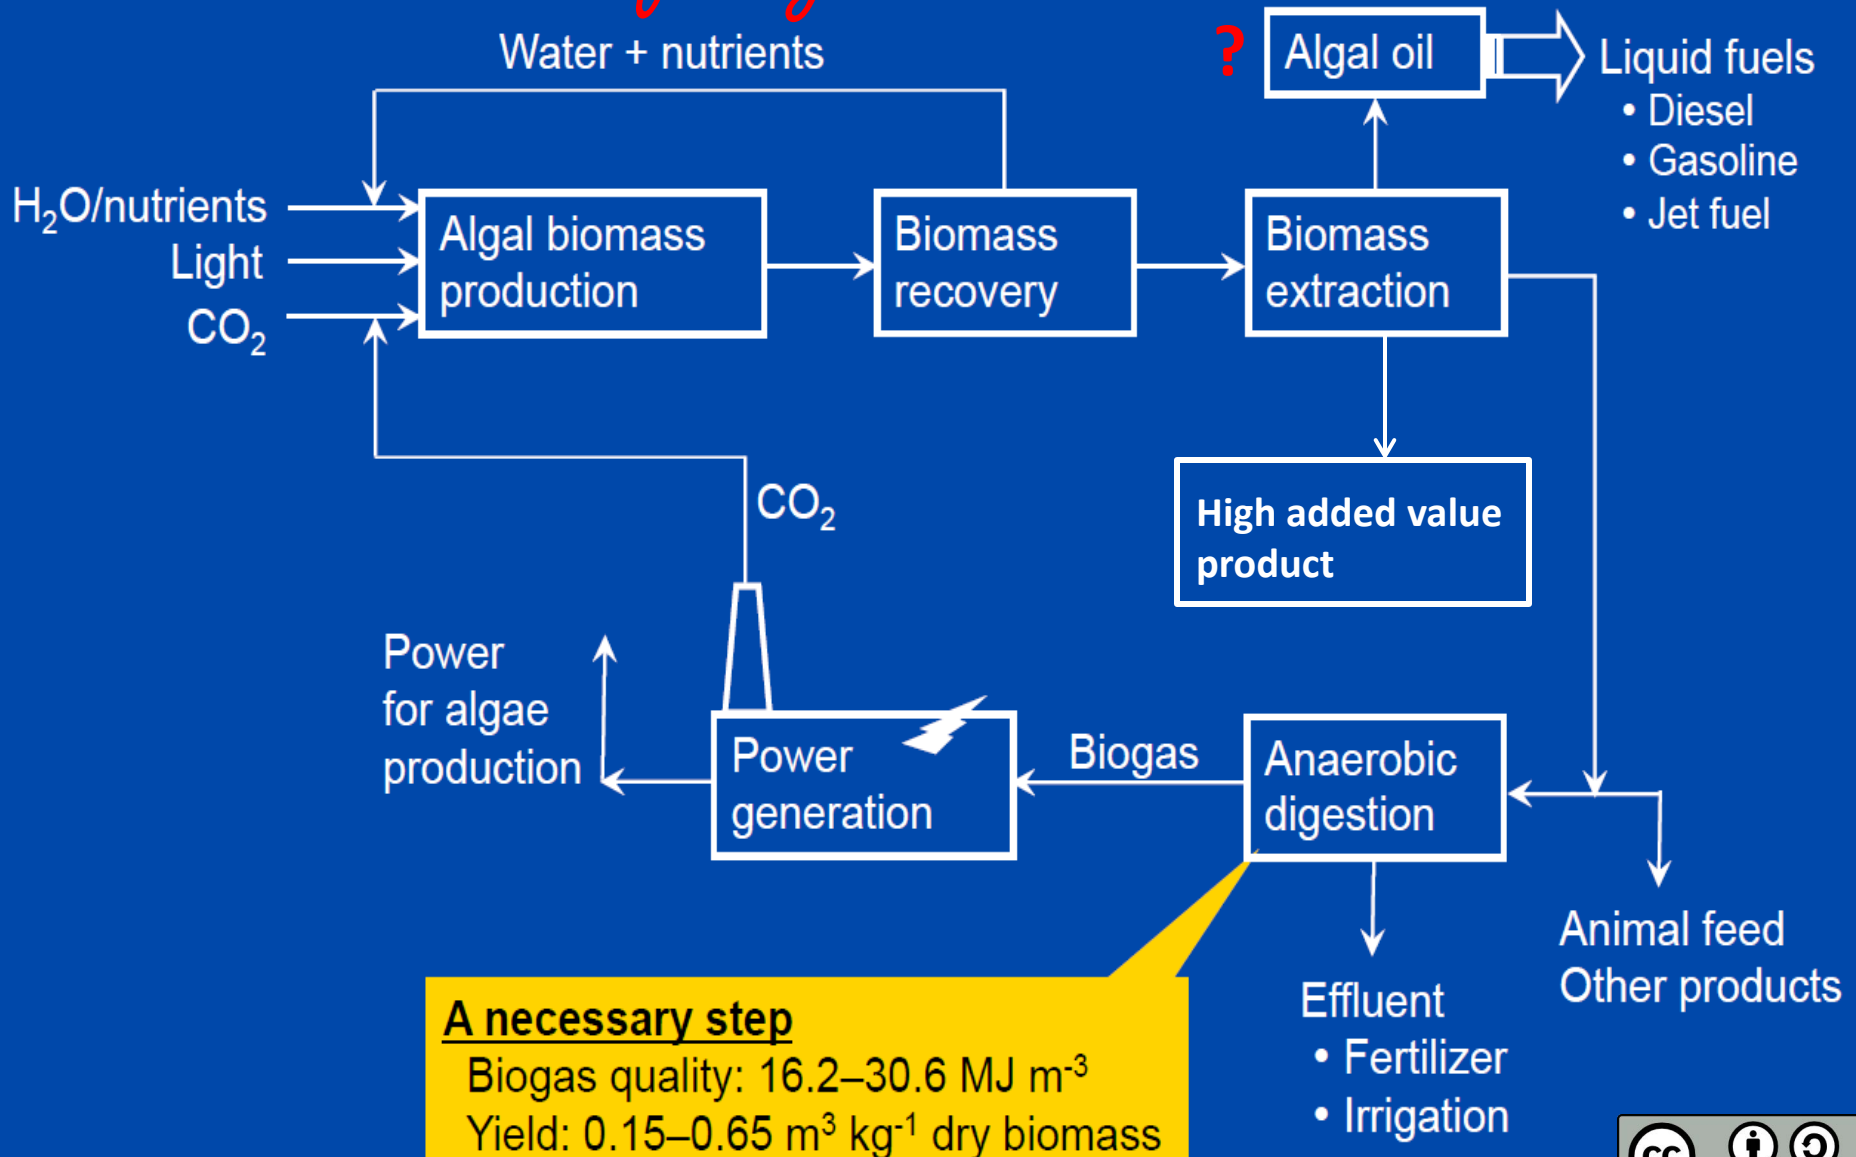 Water + nutrients
?
Algal oil
Liquid fuels
• Diesel
• Gasoline
• Jet fuel
H₂O/nutrients
Light
CO₂
Algal biomass
production
Biomass
recovery
Biomass
extraction
CO₂
High added value
product
Power
for algae
production
Power
generation
Biogas
Anaerobic
digestion
Animal feed
Other products
Effluent
• Fertilizer
• Irrigation
A necessary step
Biogas quality: 16.2–30.6 MJ m⁻³
Yield: 0.15–0.65 m³ kg⁻¹ dry biomass
cc